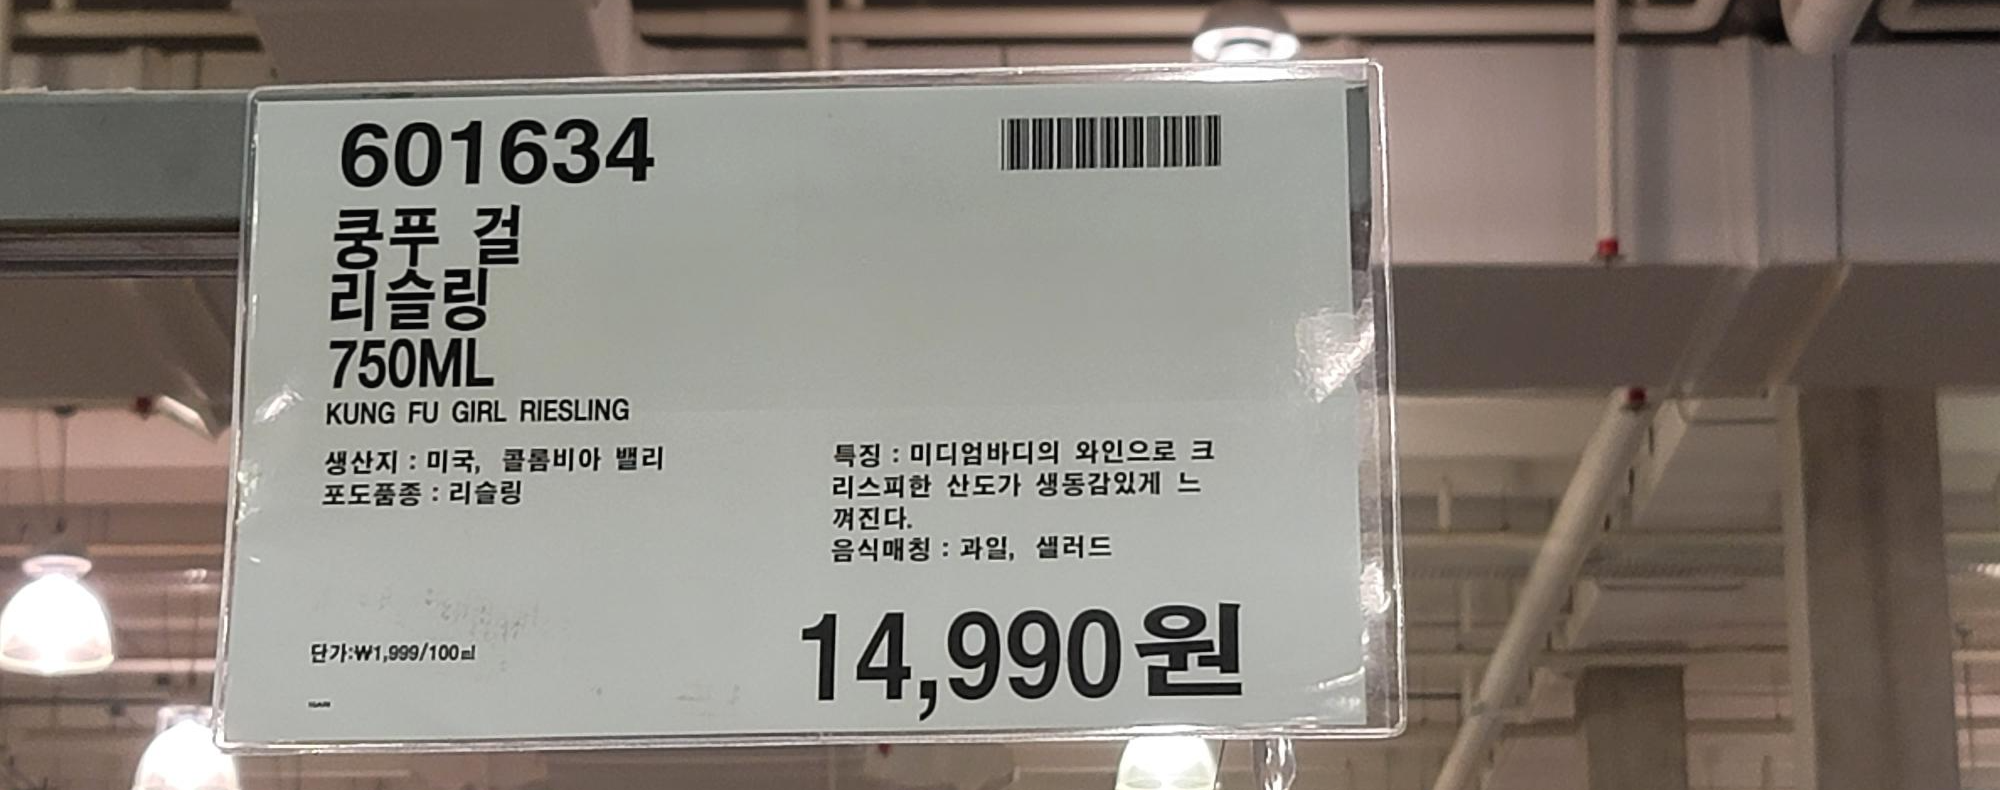 601634
쿵푸 걸
리슬링
750ML
KUNG FU GIRL RIESLING
생산지 : 미국, 콜롬비아 밸리
포도품종 : 리슬링
특징 : 미디엄바디의 와인으로 크
리스피한 산도가 생동감있게 느
껴진다.
음식매칭 : 과일, 샐러드
단가:₩1,999/100㎖
14,990원